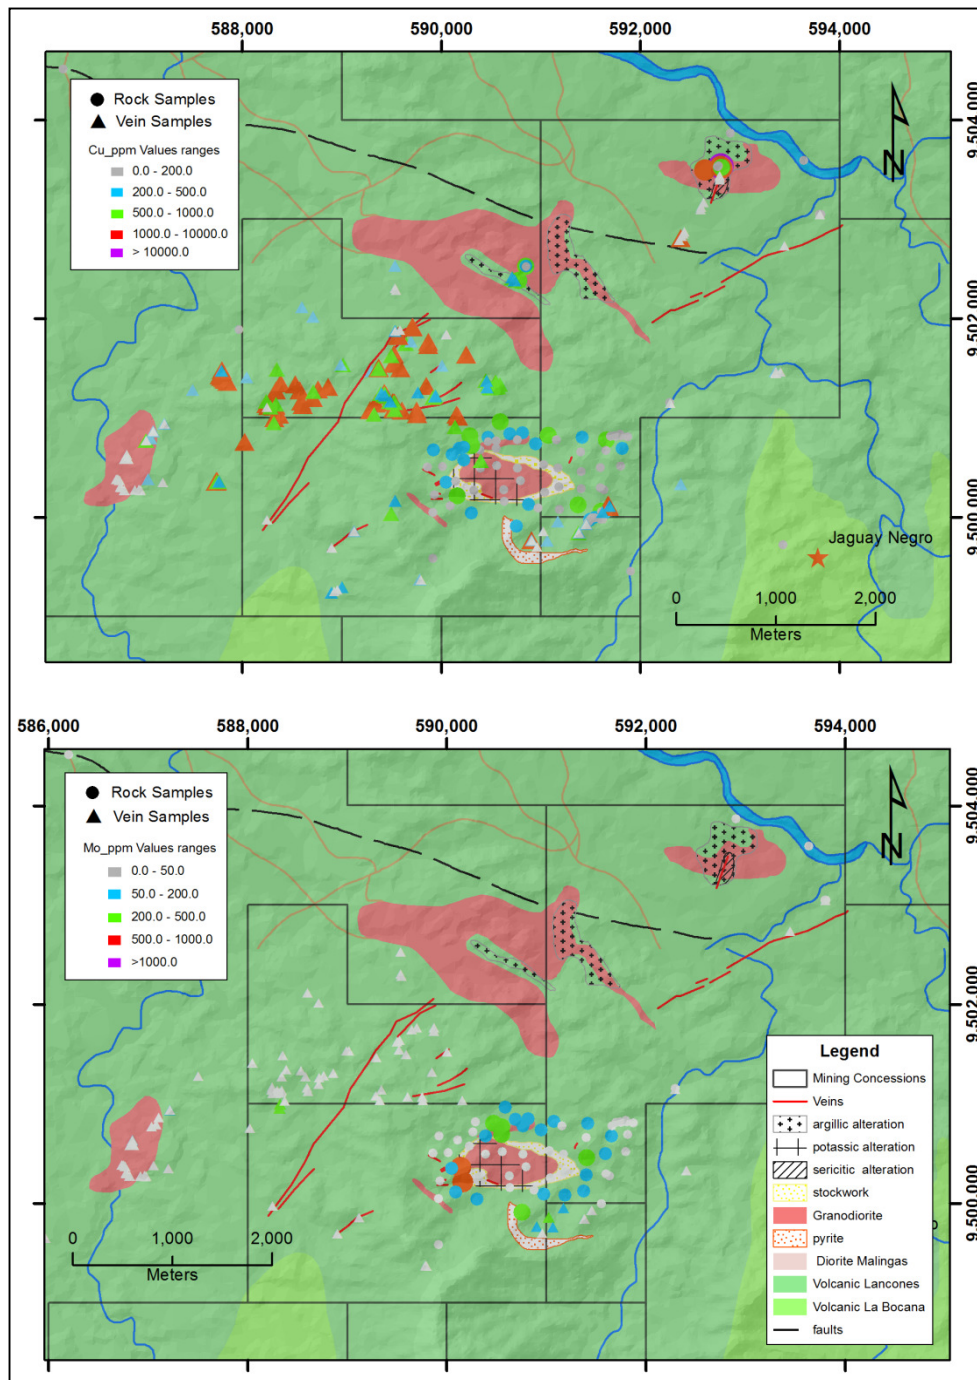 588,000 590,000 592,000 594,000
Rock Samples
Vein Samples
Cu_ppm Values ranges
0.0 - 200.0
200.0 - 500.0
500.0 - 1000.0
1000.0 - 10000.0
> 10000.0
N
9,504,000
9,502,000
9,500,000
Jaguay Negro
0 1,000 2,000
Meters
586,000 588,000 590,000 592,000 594,000
Rock Samples
Vein Samples
Mo_ppm Values ranges
0.0 - 50.0
50.0 - 200.0
200.0 - 500.0
500.0 - 1000.0
>1000.0
N
9,504,000
9,502,000
9,500,000
0 1,000 2,000
Meters
Legend
Mining Concessions
Veins
argillic alteration
potassic alteration
sericitic alteration
stockwork
Granodiorite
pyrite
Diorite Malingas
Volcanic Lancones
Volcanic La Bocana
faults